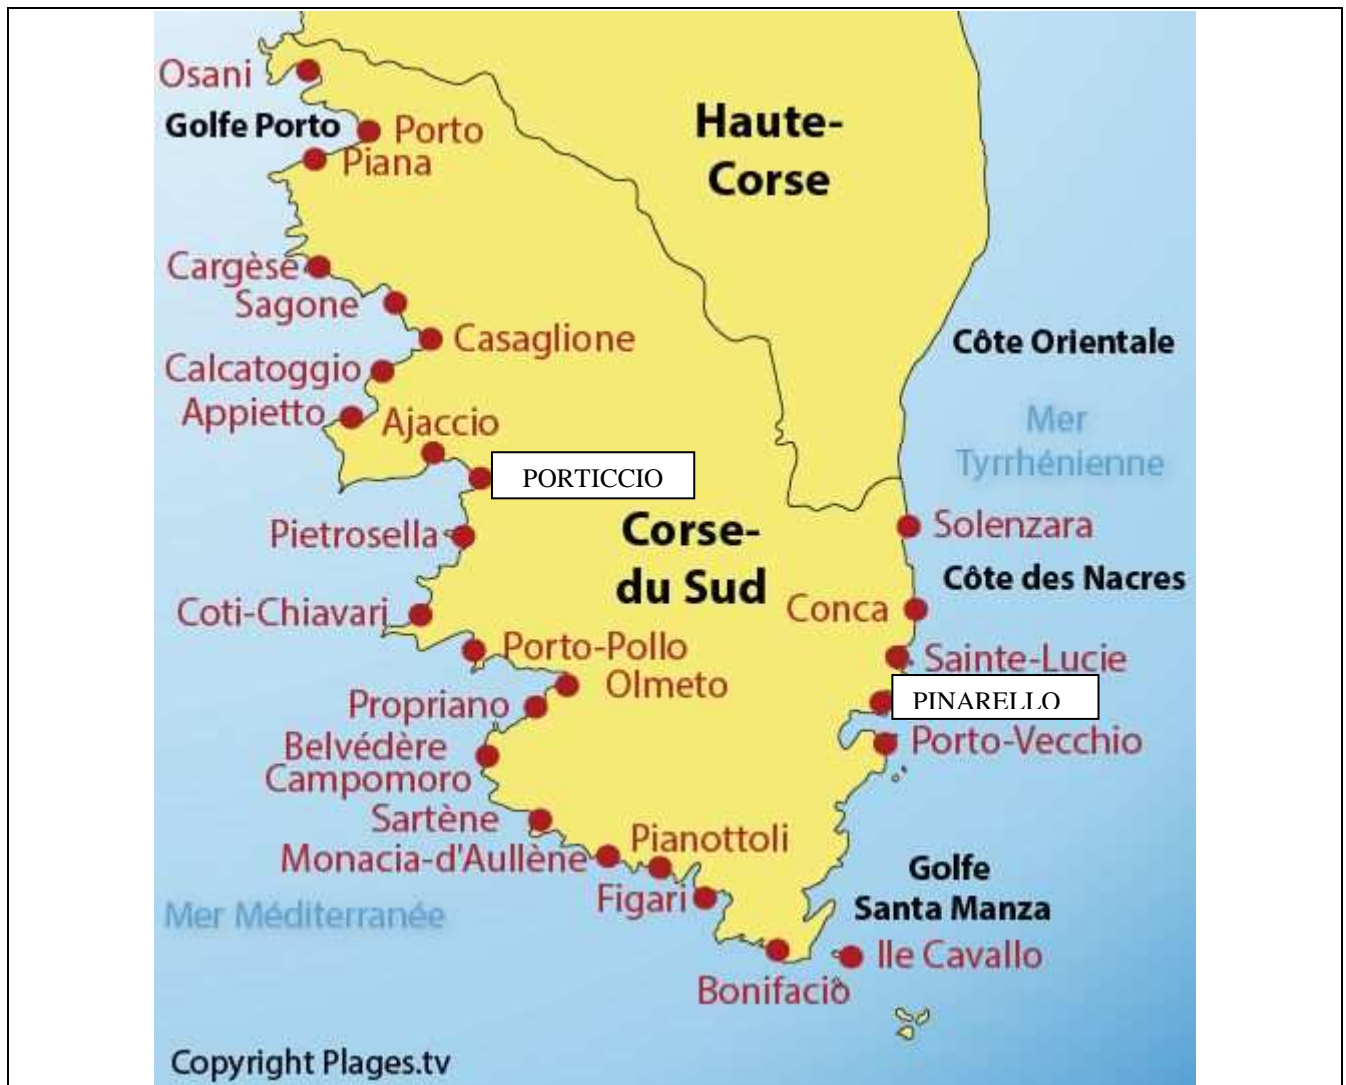 Osani
Golfe Porto
Porto
Piana
Haute-
Corse
Cargèse
Sagone
Casaglione
Côte Orientale
Calcatoggio
Appietto
Ajaccio
Mer
Tyrrhénienne
PORTICCIO
Pietrosella
Corse-
du Sud
Solenzara
Côte des Nacres
Coti-Chiavari
Conca
Porto-Pollo
Sainte-Lucie
Olmeto
PINARELLO
Propriano
Porto-Vecchio
Belvédère
Campomoro
Sartène
Pianottoli
Monacia-d'Aullène
Golfe
Santa Manza
Figari
Mer Méditerranée
Ile Cavallo
Bonifacio
Copyright Plages.tv